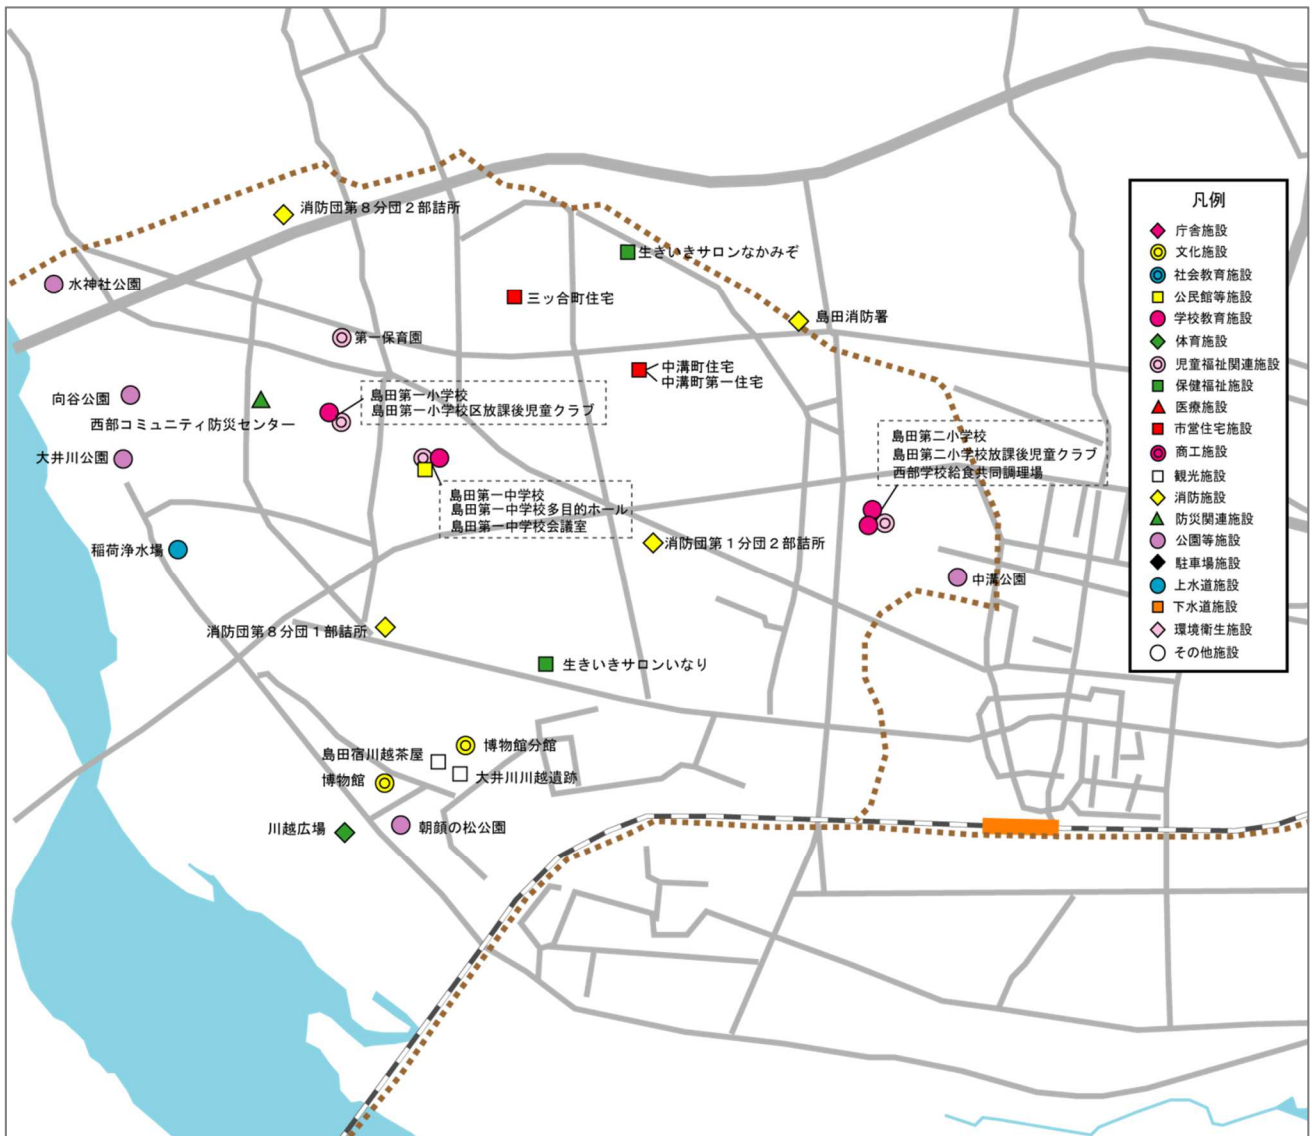 消防団第８分団２部詰所
生きいきサロンなかみぞ
水神社公園
三ッ合町住宅
島田消防署
第一保育園
中溝町住宅
中溝町第一住宅
向谷公園
島田第一小学校
島田第一小学校区放課後児童クラブ
西部コミュニティ防災センター
大井川公園
島田第二小学校
島田第二小学校放課後児童クラブ
西部学校給食共同調理場
島田第一中学校
島田第一中学校多目的ホール
島田第一中学校会議室
稲荷浄水場
消防団第１分団２部詰所
中溝公園
消防団第８分団１部詰所
生きいきサロンいなり
博物館分館
島田宿川越茶屋
大井川川越遺跡
博物館
川越広場
朝顔の松公園
凡例
庁舎施設
文化施設
社会教育施設
公民館等施設
学校教育施設
体育施設
児童福祉関連施設
保健福祉施設
医療施設
市営住宅施設
商工施設
観光施設
消防施設
防災関連施設
公園等施設
駐車場施設
上水道施設
下水道施設
環境衛生施設
その他施設